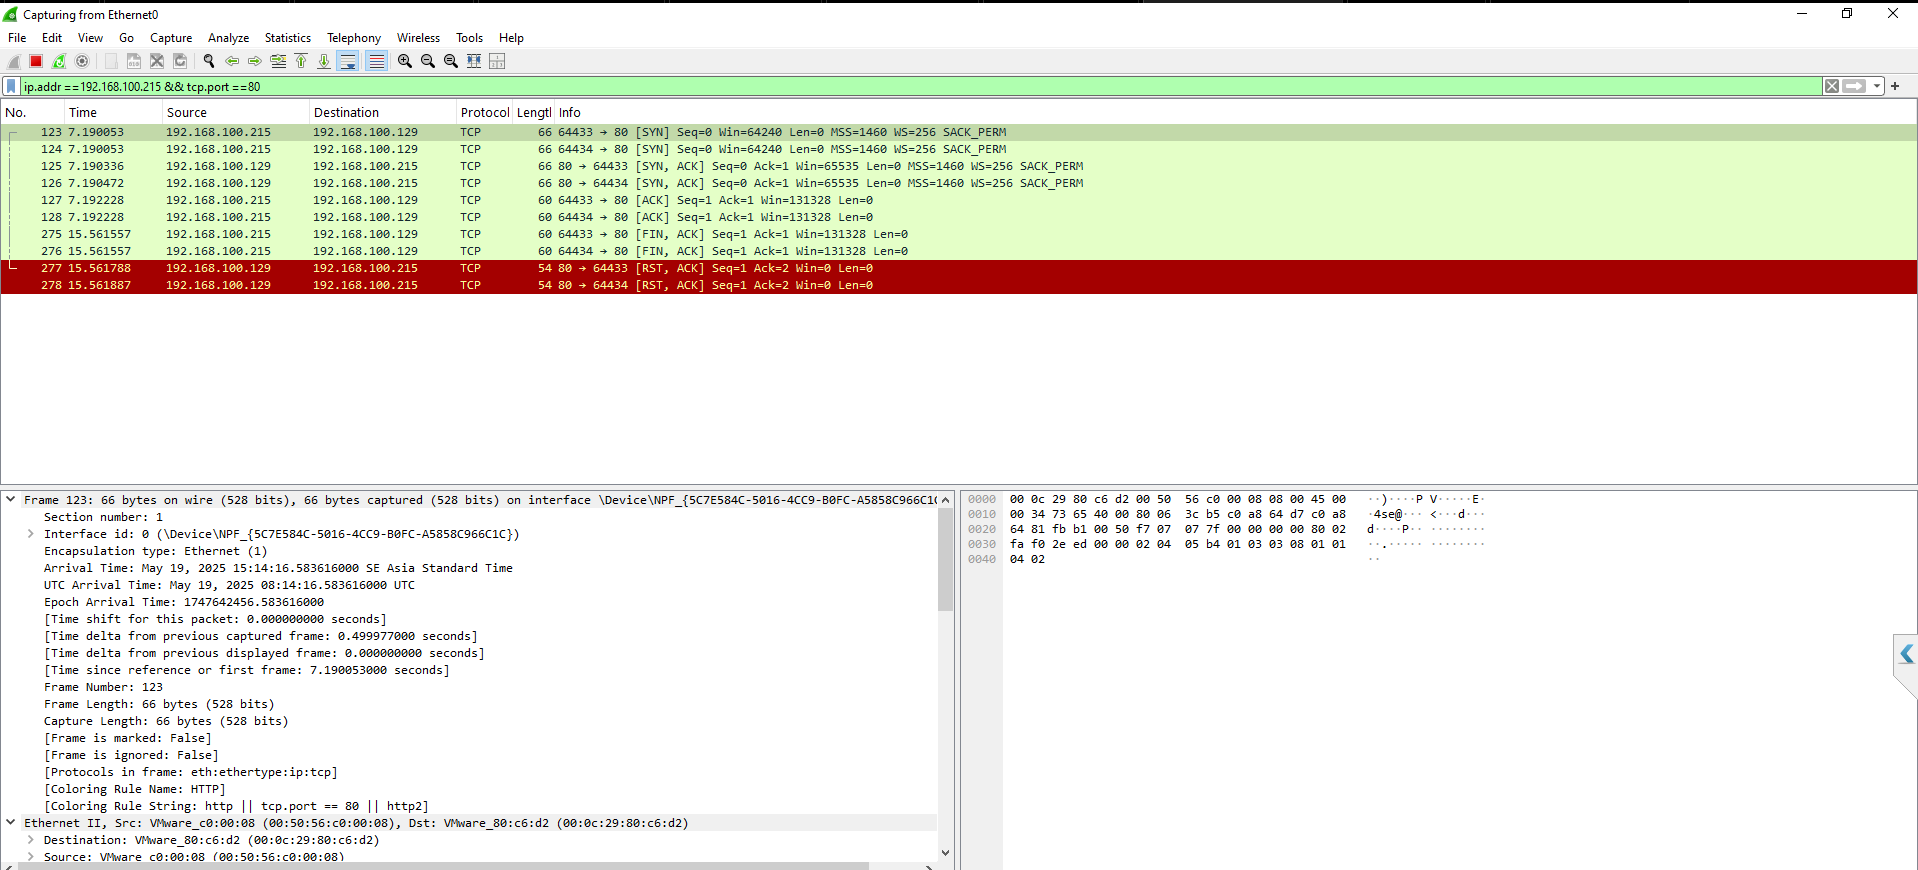 Capturing from Ethernet0
File Edit View Go Capture Analyze Statistics Telephony Wireless Tools Help
ip.addr ==192.168.100.215 && tcp.port ==80
No. Time Source Destination Protocol Lengtl Info
123 7.190053 192.168.100.215 192.168.100.129 TCP 66 64433 → 80 [SYN] Seq=0 Win=64240 Len=0 MSS=1460 WS=256 SACK_PERM
124 7.190053 192.168.100.215 192.168.100.129 TCP 66 64434 → 80 [SYN] Seq=0 Win=64240 Len=0 MSS=1460 WS=256 SACK_PERM
125 7.190336 192.168.100.129 192.168.100.215 TCP 66 80 → 64433 [SYN, ACK] Seq=0 Ack=1 Win=65535 Len=0 MSS=1460 WS=256 SACK_PERM
126 7.190472 192.168.100.129 192.168.100.215 TCP 66 80 → 64434 [SYN, ACK] Seq=0 Ack=1 Win=65535 Len=0 MSS=1460 WS=256 SACK_PERM
127 7.192228 192.168.100.215 192.168.100.129 TCP 60 64433 → 80 [ACK] Seq=1 Ack=1 Win=131328 Len=0
128 7.192228 192.168.100.215 192.168.100.129 TCP 60 64434 → 80 [ACK] Seq=1 Ack=1 Win=131328 Len=0
275 15.561557 192.168.100.215 192.168.100.129 TCP 60 64433 → 80 [FIN, ACK] Seq=1 Ack=1 Win=131328 Len=0
276 15.561557 192.168.100.215 192.168.100.129 TCP 60 64434 → 80 [FIN, ACK] Seq=1 Ack=1 Win=131328 Len=0
277 15.561788 192.168.100.129 192.168.100.215 TCP 54 80 → 64433 [RST, ACK] Seq=1 Ack=2 Win=0 Len=0
278 15.561887 192.168.100.129 192.168.100.215 TCP 54 80 → 64434 [RST, ACK] Seq=1 Ack=2 Win=0 Len=0
Frame 123: 66 bytes on wire (528 bits), 66 bytes captured (528 bits) on interface \Device\NPF_{5C7E584C-5016-4CC9-B0FC-A5858C966C1C
Section number: 1
Interface id: 0 (\Device\NPF_{5C7E584C-5016-4CC9-B0FC-A5858C966C1C})
Encapsulation type: Ethernet (1)
Arrival Time: May 19, 2025 15:14:16.583616000 SE Asia Standard Time
UTC Arrival Time: May 19, 2025 08:14:16.583616000 UTC
Epoch Arrival Time: 1747642456.583616000
[Time shift for this packet: 0.000000000 seconds]
[Time delta from previous captured frame: 0.499977000 seconds]
[Time delta from previous displayed frame: 0.000000000 seconds]
[Time since reference or first frame: 7.190053000 seconds]
Frame Number: 123
Frame Length: 66 bytes (528 bits)
Capture Length: 66 bytes (528 bits)
[Frame is marked: False]
[Frame is ignored: False]
[Protocols in frame: eth:ethertype:ip:tcp]
[Coloring Rule Name: HTTP]
[Coloring Rule String: http || tcp.port == 80 || http2]
Ethernet II, Src: VMware_c0:00:08 (00:50:56:c0:00:08), Dst: VMware_80:c6:d2 (00:0c:29:80:c6:d2)
Destination: VMware_80:c6:d2 (00:0c:29:80:c6:d2)
Source: VMware_c0:00:08 (00:50:56:c0:00:08)
0000 00 0c 29 80 c6 d2 00 50 56 c0 00 08 08 00 45 00 ··)····P V·····E·
0010 00 34 73 65 40 00 80 06 3c b5 c0 a8 64 d7 c0 a8 ·4se@··· <···d···
0020 64 81 fb b1 00 50 f7 07 07 7f 00 00 00 00 80 02 d····P·· ········
0030 fa f0 2e ed 00 00 02 04 05 b4 01 03 03 08 01 01 ··.····· ········
0040 04 02 ··